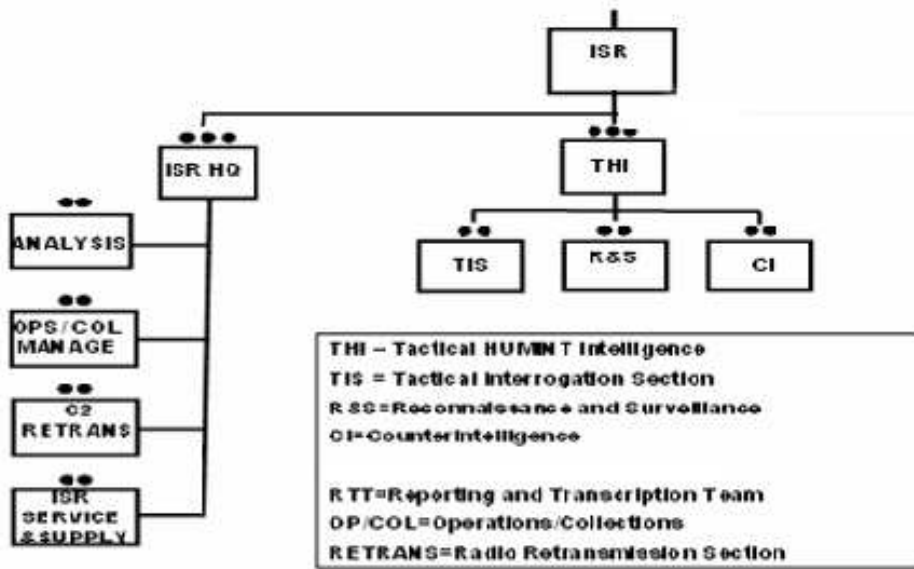 ISR
ISR HQ
THI
ANALYSIS
TIS
R&S
CI
OPS/COL
MANAGE
C2
RETRANS
ISR
SERVICE
&SUPPLY
THI – Tactical HUMINT Intelligence
TIS = Tactical Interrogation Section
R&S=Reconnaissance and Surveillance
CI=Counterintelligence
RTT=Reporting and Transcription Team
OP/COL=Operations/Collections
RETRANS=Radio Retransmission Section